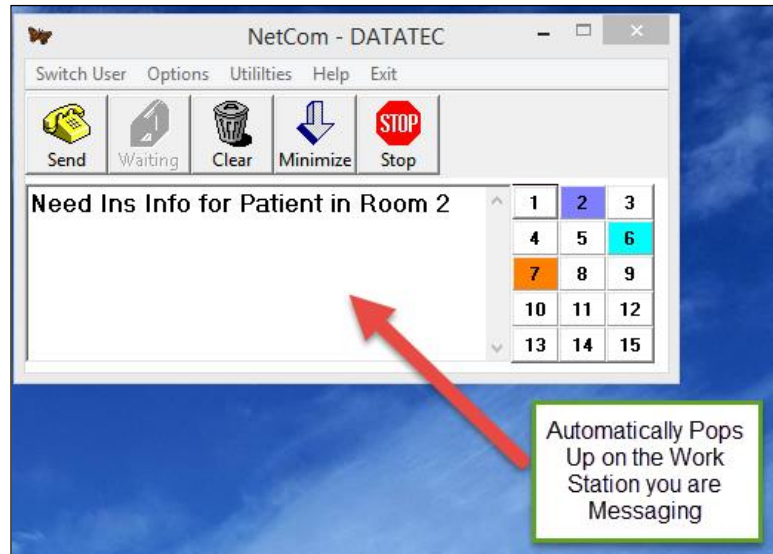 NetCom - DATATEC
Switch User Options Utililties Help Exit
Send Waiting Clear Minimize Stop
STOP
Need Ins Info for Patient in Room 2
1 2 3
4 5 6
7 8 9
10 11 12
13 14 15
Automatically Pops
Up on the Work
Station you are
Messaging